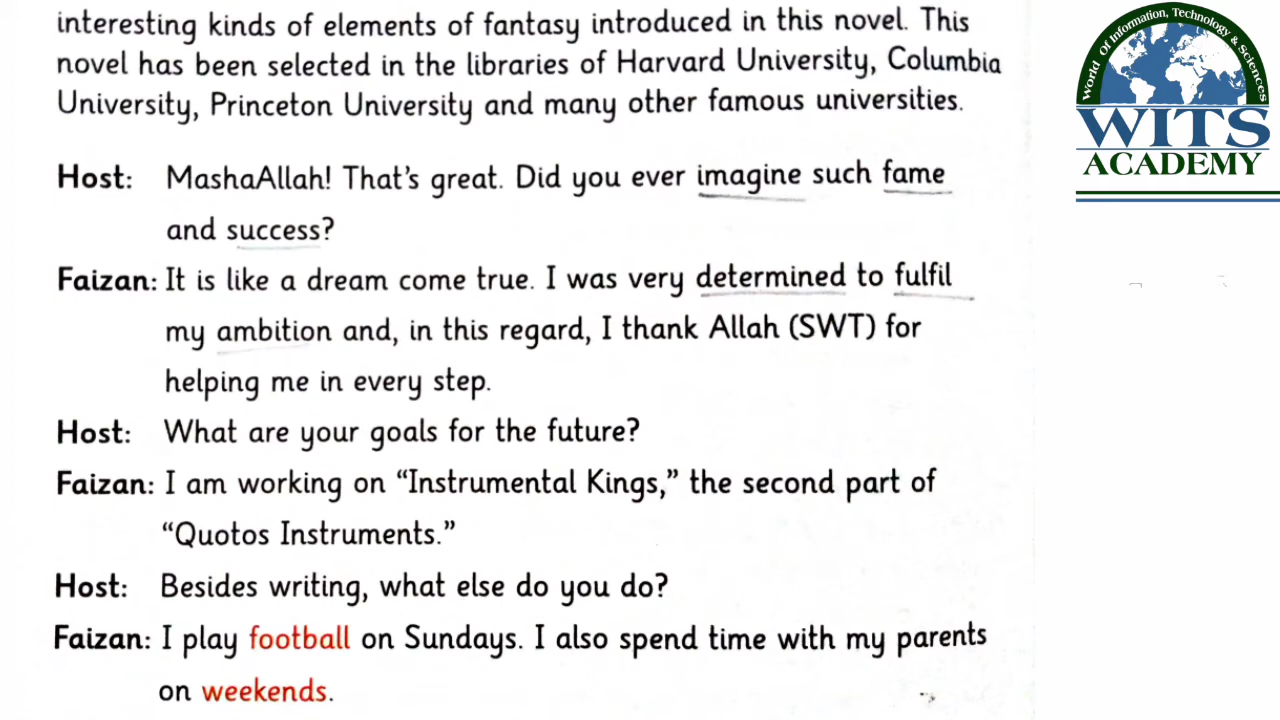 interesting kinds of elements of fantasy introduced in this novel. This
novel has been selected in the libraries of Harvard University, Columbia
University, Princeton University and many other famous universities.
Host: MashaAllah! That's great. Did you ever imagine such fame
and success?
Faizan: It is like a dream come true. I was very determined to fulfil
my ambition and, in this regard, I thank Allah (SWT) for
helping me in every step.
Host: What are your goals for the future?
Faizan: I am working on “Instrumental Kings,” the second part of
“Quotos Instruments.”
Host: Besides writing, what else do you do?
Faizan: I play football on Sundays. I also spend time with my parents
on weekends.
World Of Information, Technology & Sciences
WITS
ACADEMY